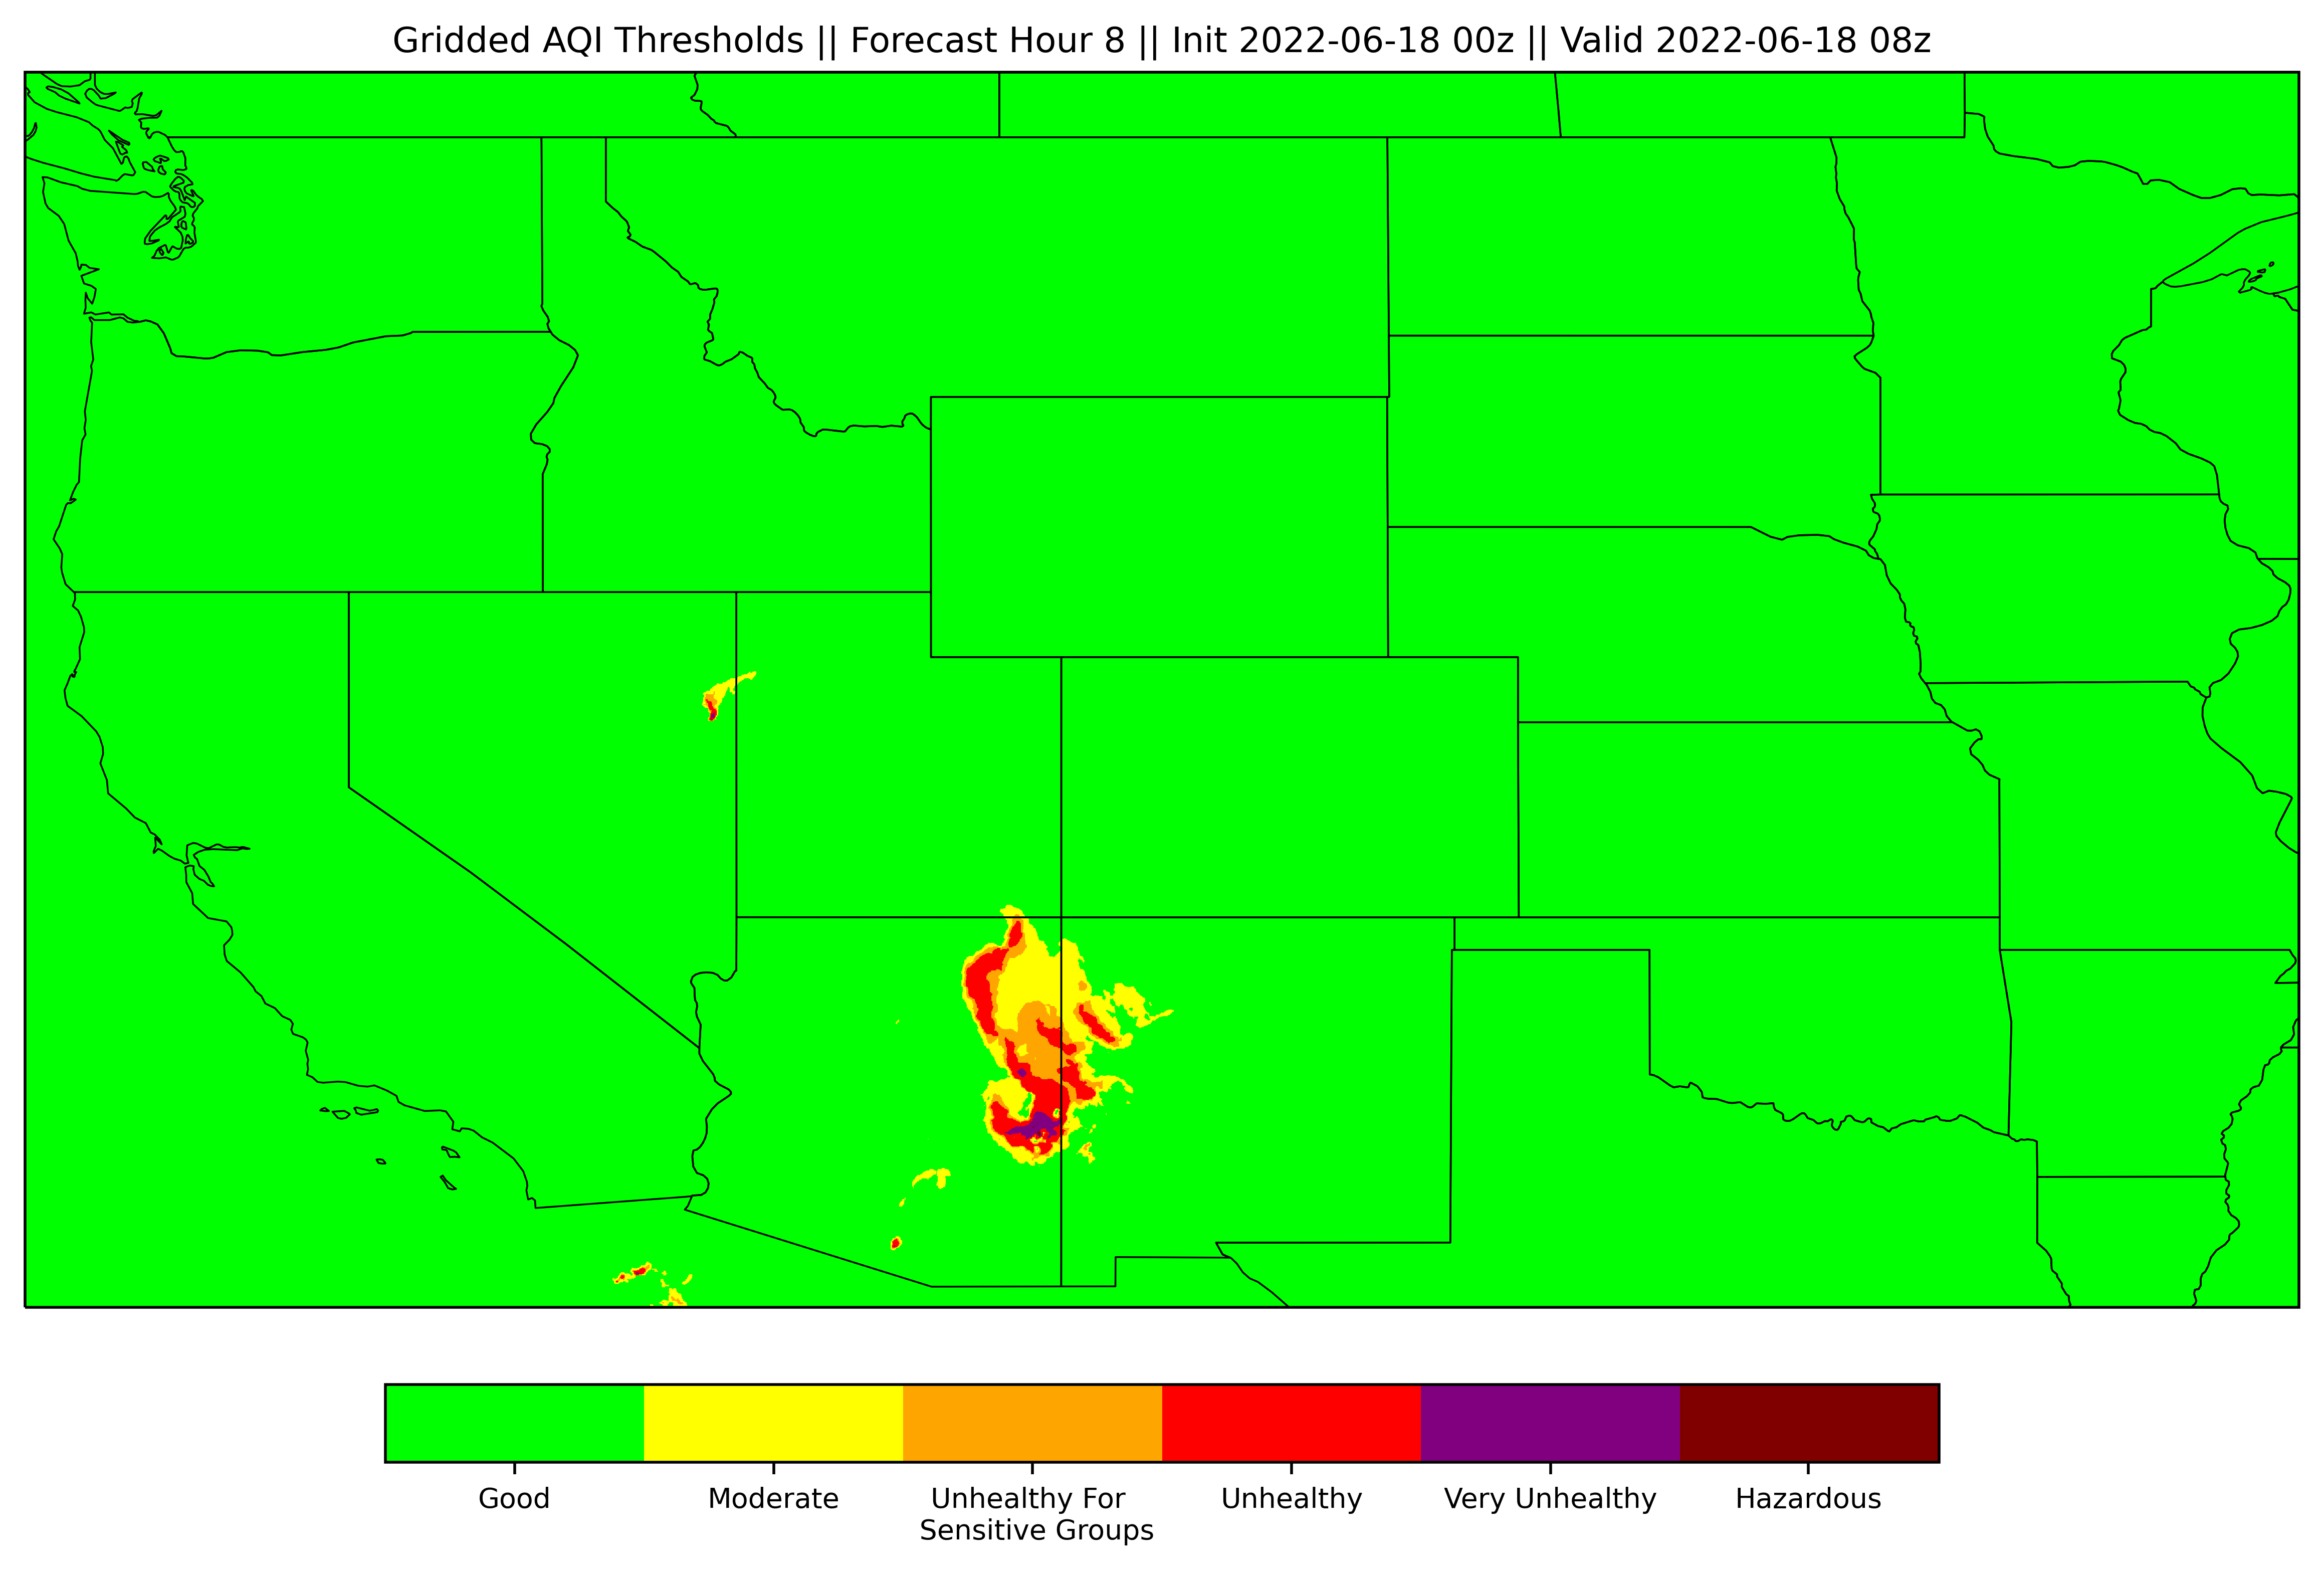 Gridded AQI Thresholds || Forecast Hour 8 || Init 2022-06-18 00z || Valid 2022-06-18 08z
Good
Moderate
Unhealthy For
Sensitive Groups
Unhealthy
Very Unhealthy
Hazardous